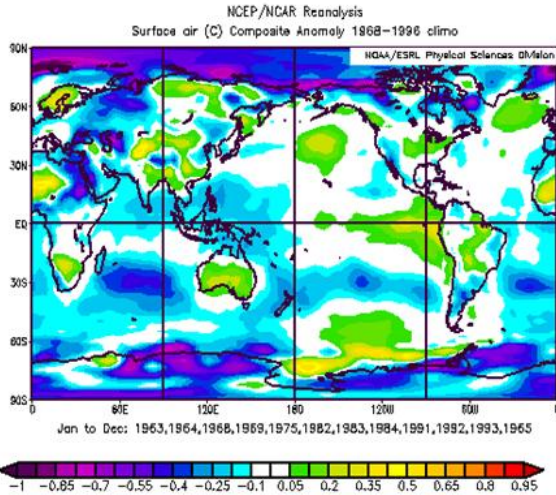 NCEP/NCAR Reanalysis
Surface air (C) Composite Anomaly 1968-1996 climo
NOAA/ESRL Physical Sciences Division
90N
60N
30N
EQ
30S
60S
90S
0 60E 120E 180 120W 60W 0
Jan to Dec: 1963,1964,1968,1969,1975,1982,1983,1984,1991,1992,1993,1965
-1 -0.85 -0.7 -0.55 -0.4 -0.25 -0.1 0.05 0.2 0.35 0.5 0.65 0.8 0.95